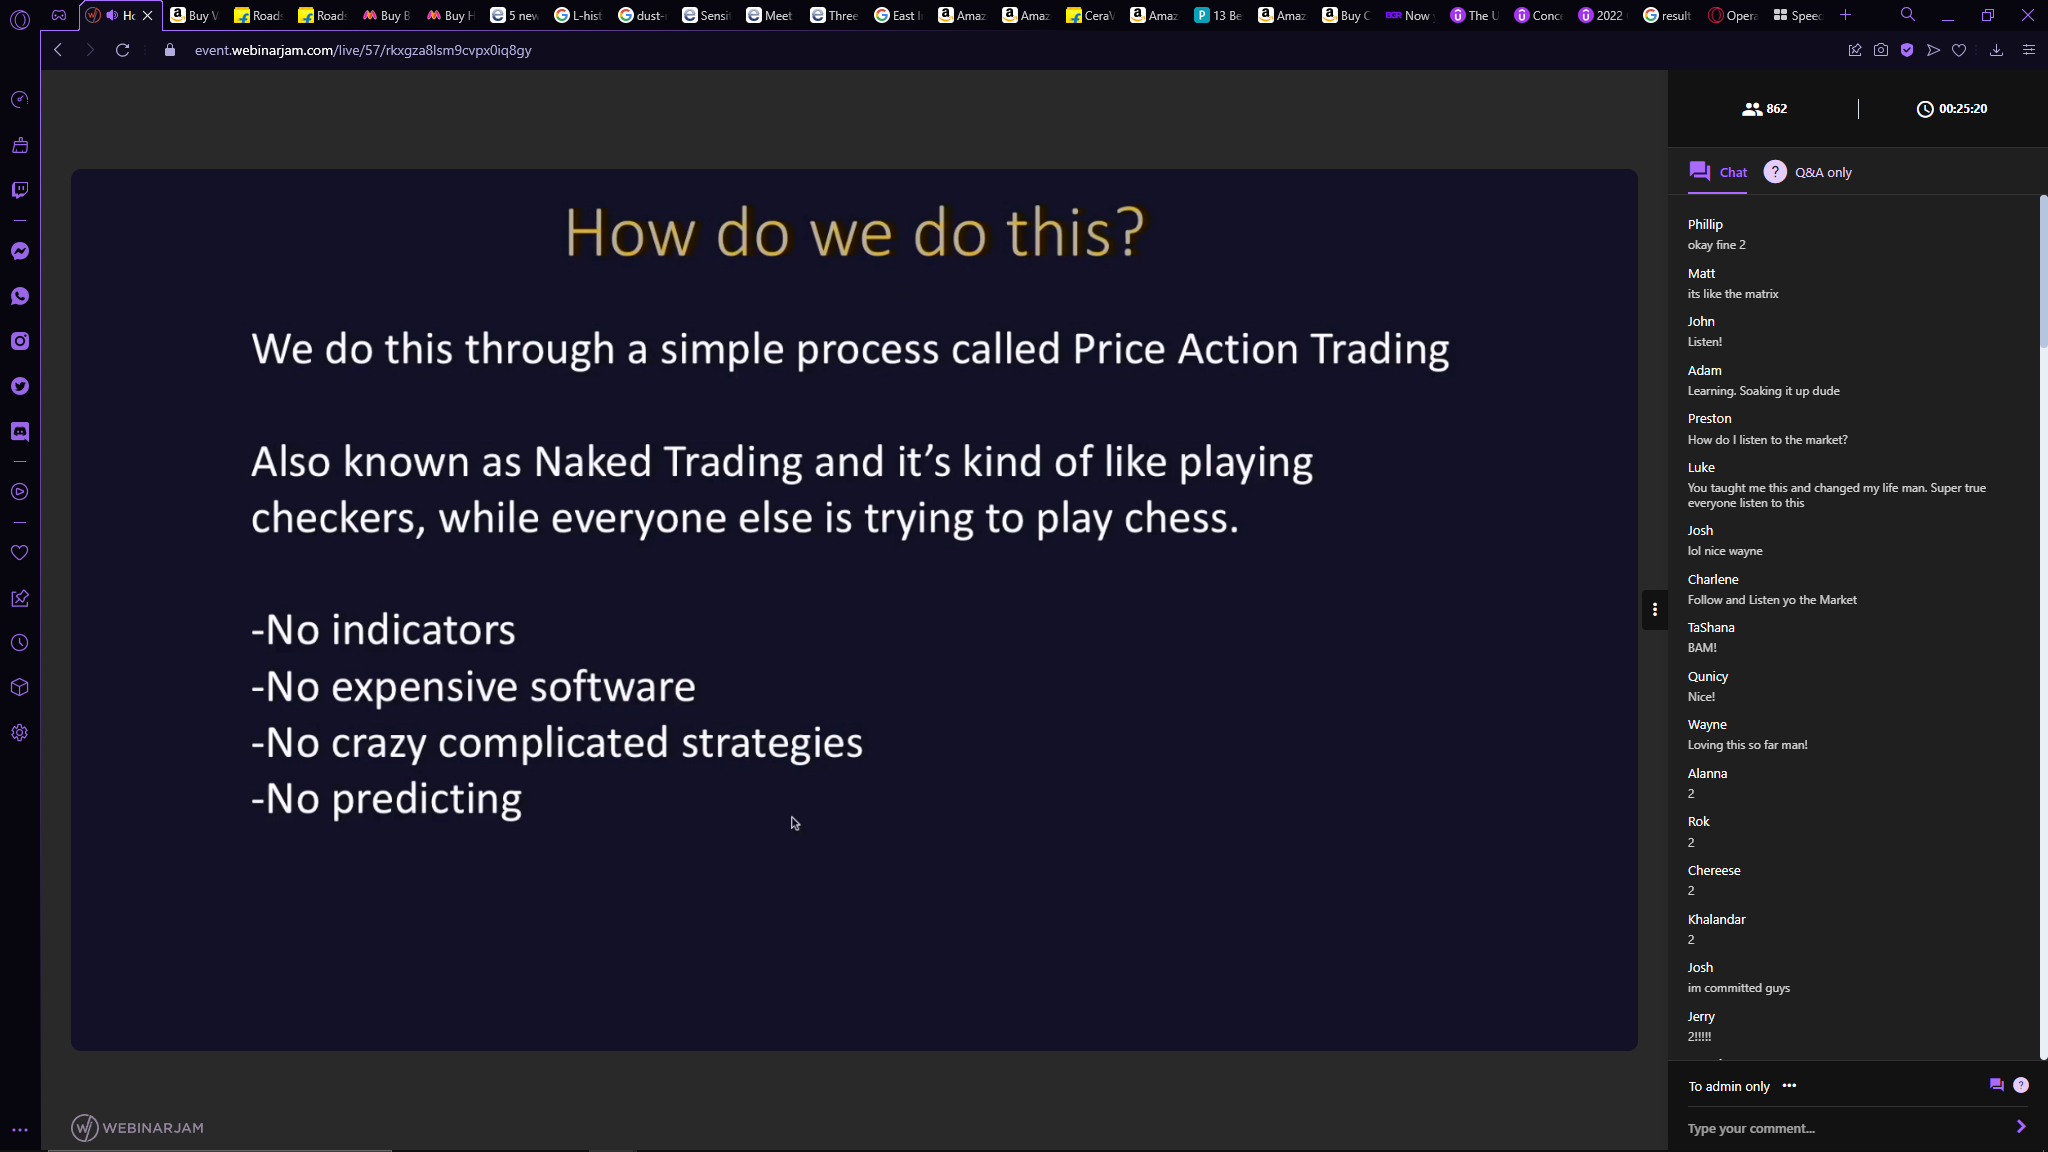 Ho
Buy V
Roads
Roads
Buy B
Buy H
5 new
L-hist
dust-
Sensit
Meet
Three
East I
Amaz
Amaz
CeraV
Amaz
13 Be
Amaz
Buy C
BGR Now
The U
Conc
2022
result
Opera
Speed
event.webinarjam.com/live/57/rkxgza8lsm9cvpx0iq8gy
How do we do this?
We do this through a simple process called Price Action Trading
Also known as Naked Trading and it’s kind of like playing
checkers, while everyone else is trying to play chess.
-No indicators
-No expensive software
-No crazy complicated strategies
-No predicting
WEBINARJAM
862
00:25:20
Chat
? Q&A only
Phillip
okay fine 2
Matt
its like the matrix
John
Listen!
Adam
Learning. Soaking it up dude
Preston
How do I listen to the market?
Luke
You taught me this and changed my life man. Super true
everyone listen to this
Josh
lol nice wayne
Charlene
Follow and Listen yo the Market
TaShana
BAM!
Qunicy
Nice!
Wayne
Loving this so far man!
Alanna
2
Rok
2
Chereese
2
Khalandar
2
Josh
im committed guys
Jerry
2!!!!!
To admin only •••
Type your comment...